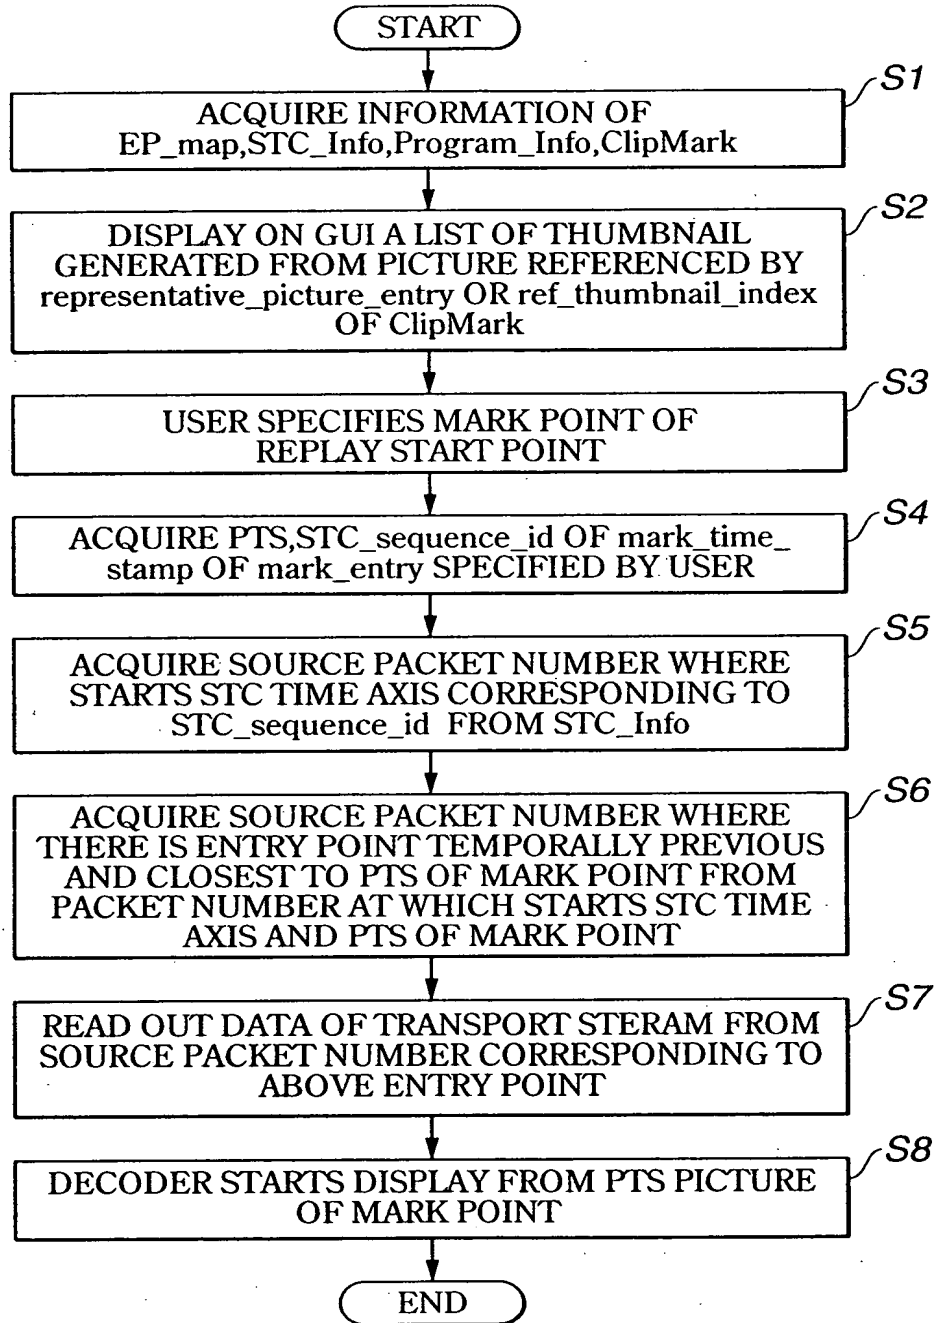 START
S1
ACQUIRE INFORMATION OF
EP_map,STC_Info,Program_Info,ClipMark
S2
DISPLAY ON GUI A LIST OF THUMBNAIL
GENERATED FROM PICTURE REFERENCED BY
representative_picture_entry OR ref_thumbnail_index
OF ClipMark
S3
USER SPECIFIES MARK POINT OF
REPLAY START POINT
S4
ACQUIRE PTS,STC_sequence_id OF mark_time_
stamp OF mark_entry SPECIFIED BY USER
S5
ACQUIRE SOURCE PACKET NUMBER WHERE
STARTS STC TIME AXIS CORRESPONDING TO
STC_sequence_id FROM STC_Info
S6
ACQUIRE SOURCE PACKET NUMBER WHERE
THERE IS ENTRY POINT TEMPORALLY PREVIOUS
AND CLOSEST TO PTS OF MARK POINT FROM
PACKET NUMBER AT WHICH STARTS STC TIME
AXIS AND PTS OF MARK POINT
S7
READ OUT DATA OF TRANSPORT STERAM FROM
SOURCE PACKET NUMBER CORRESPONDING TO
ABOVE ENTRY POINT
S8
DECODER STARTS DISPLAY FROM PTS PICTURE
OF MARK POINT
END